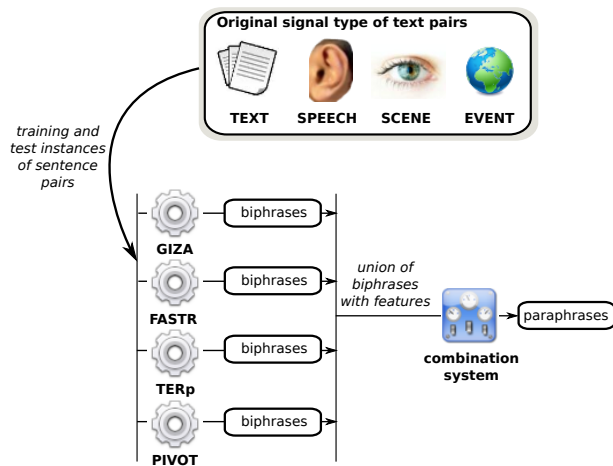 Original signal type of text pairs
TEXT SPEECH SCENE EVENT
training and
test instances
of sentence
pairs
biphrases
GIZA
biphrases
FASTR
biphrases
TERp
biphrases
PIVOT
union of
biphrases
with features
combination
system
paraphrases